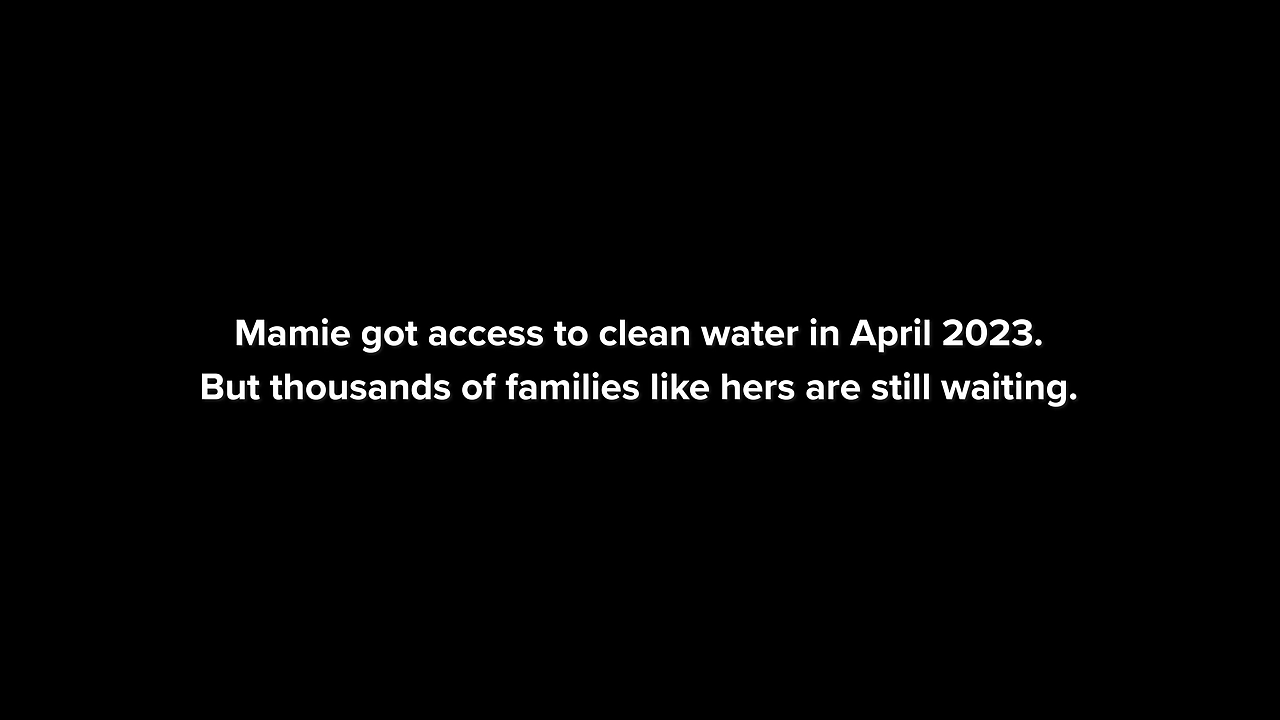 Mamie got access to clean water in April 2023.
But thousands of families like hers are still waiting.